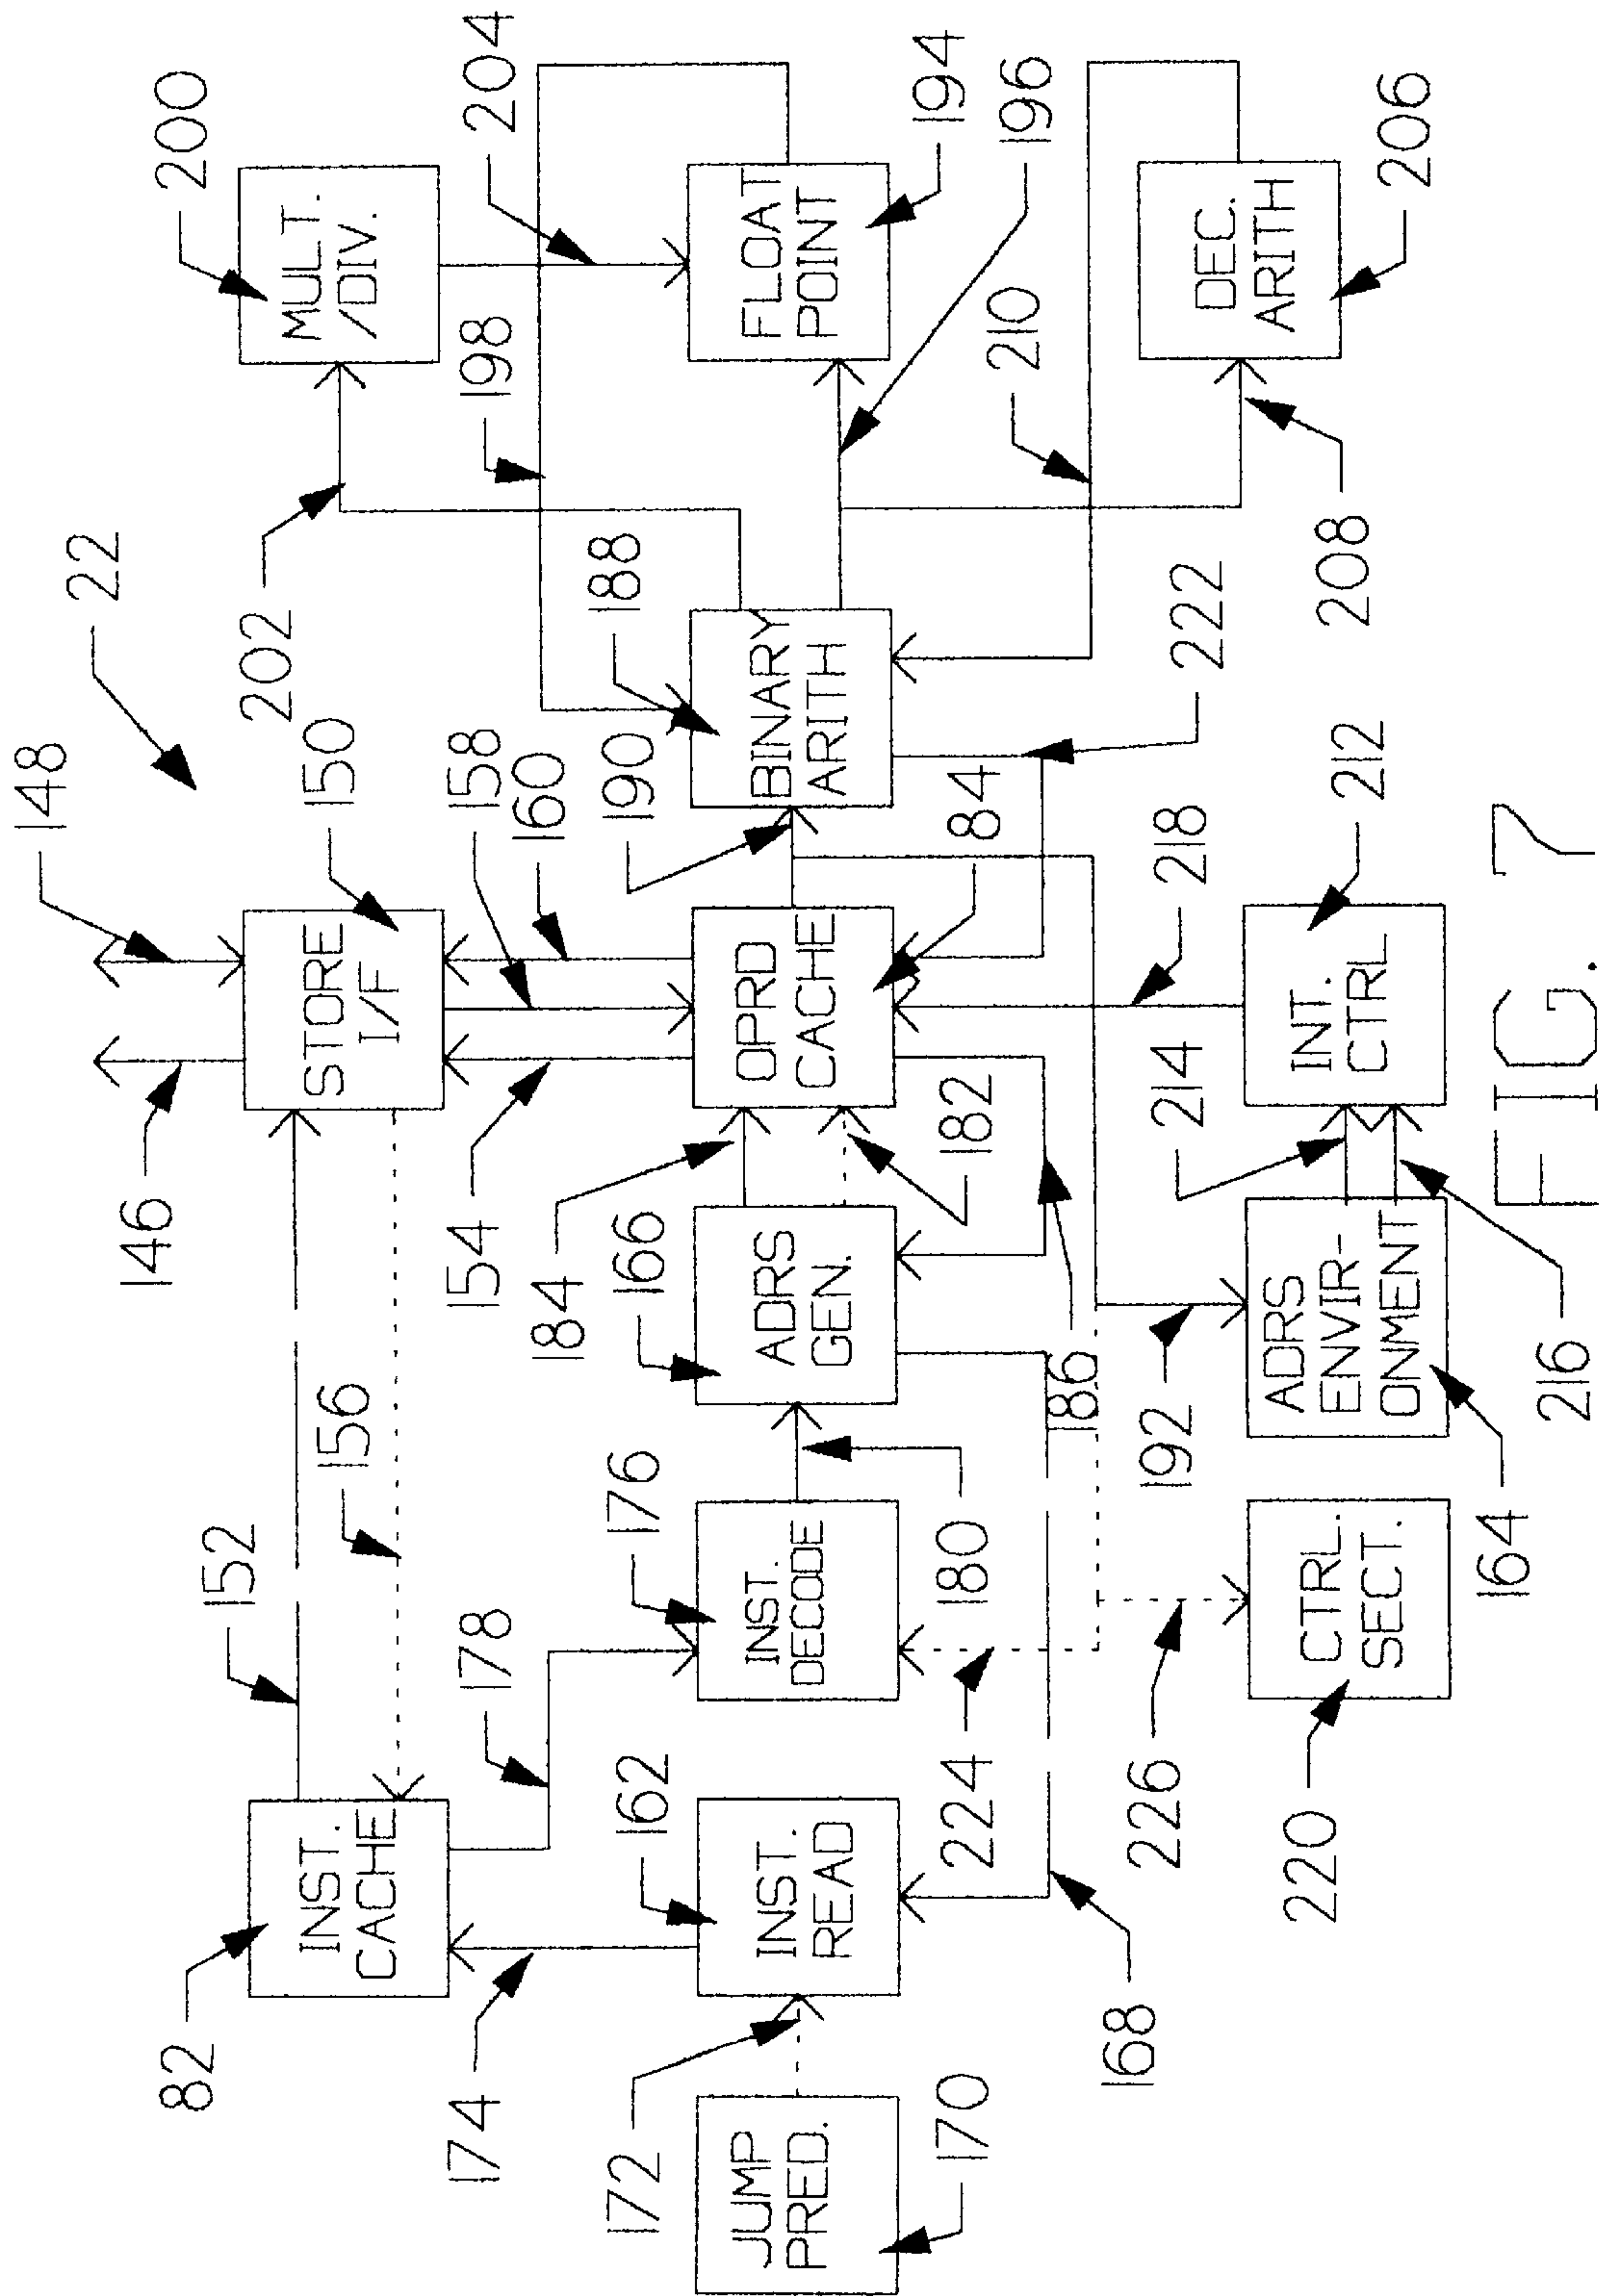 148
22
200
146
150
202
204
MULT.
/DIV.
STORE
I/F
152
156
82
INST.
CACHE
198
194
158
160
154
188
190
FLOAT
POINT
196
178
174
184
166
176
162
172
BINARY
ARITH
OPRD
CACHE
ADRS
GEN.
INST.
DECODE
INST.
READ
JUMP
PRED.
84
182
180
224
170
210
222
186
168
218
214
192
226
DEC.
ARITH
206
208
212
INT.
CTRL
ADRS
ENVIR-
ONMENT
CTRL.
SECT.
220
216
164
FIG. 7